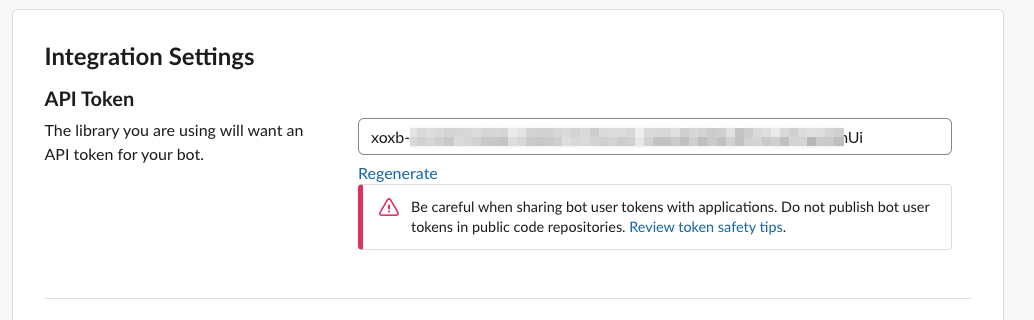 Integration Settings
API Token
The library you are using will want an
API token for your bot.
xoxb-
Ui
Regenerate
Be careful when sharing bot user tokens with applications. Do not publish bot user
tokens in public code repositories. Review token safety tips.